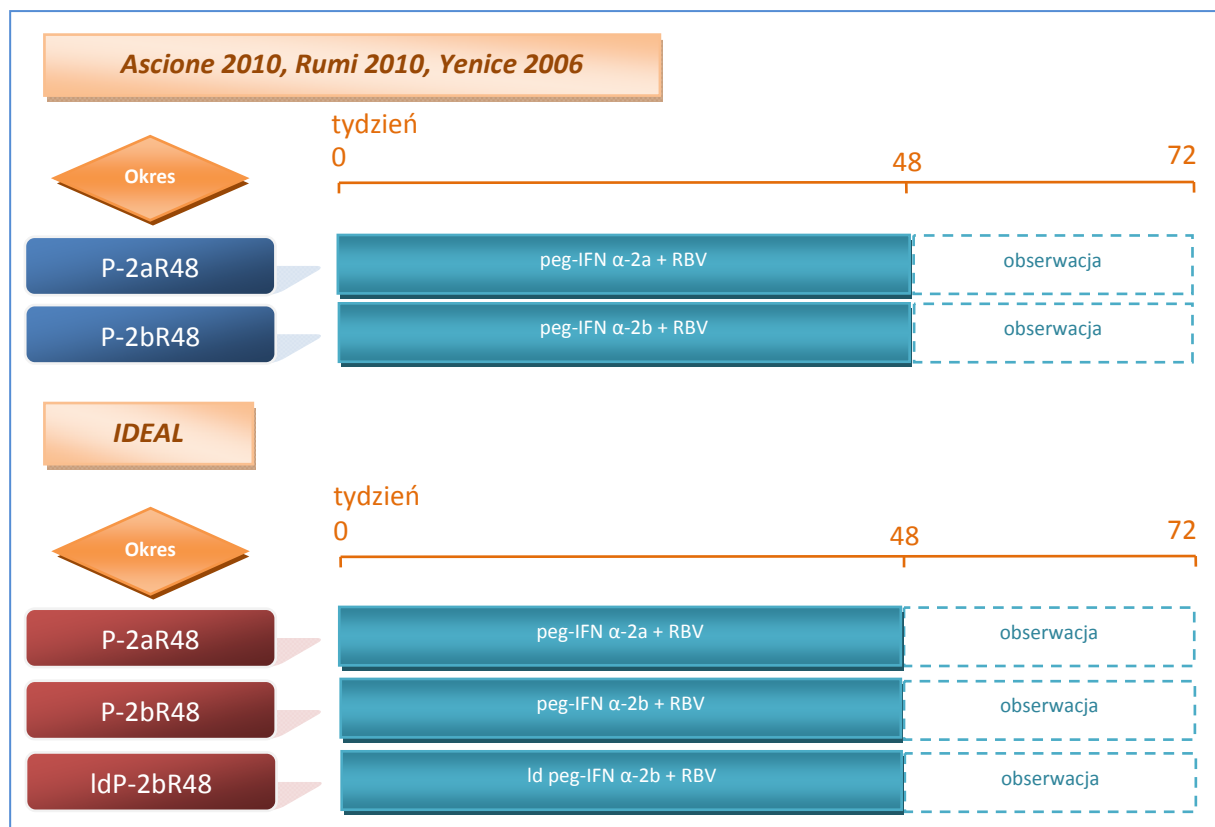 Ascione 2010, Rumi 2010, Yenice 2006
tydzień
0 48 72
Okres
P-2aR48 peg-IFN α-2a + RBV obserwacja
P-2bR48 peg-IFN α-2b + RBV obserwacja
IDEAL
tydzień
0 48 72
Okres
P-2aR48 peg-IFN α-2a + RBV obserwacja
P-2bR48 peg-IFN α-2b + RBV obserwacja
ldP-2bR48 ld peg-IFN α-2b + RBV obserwacja